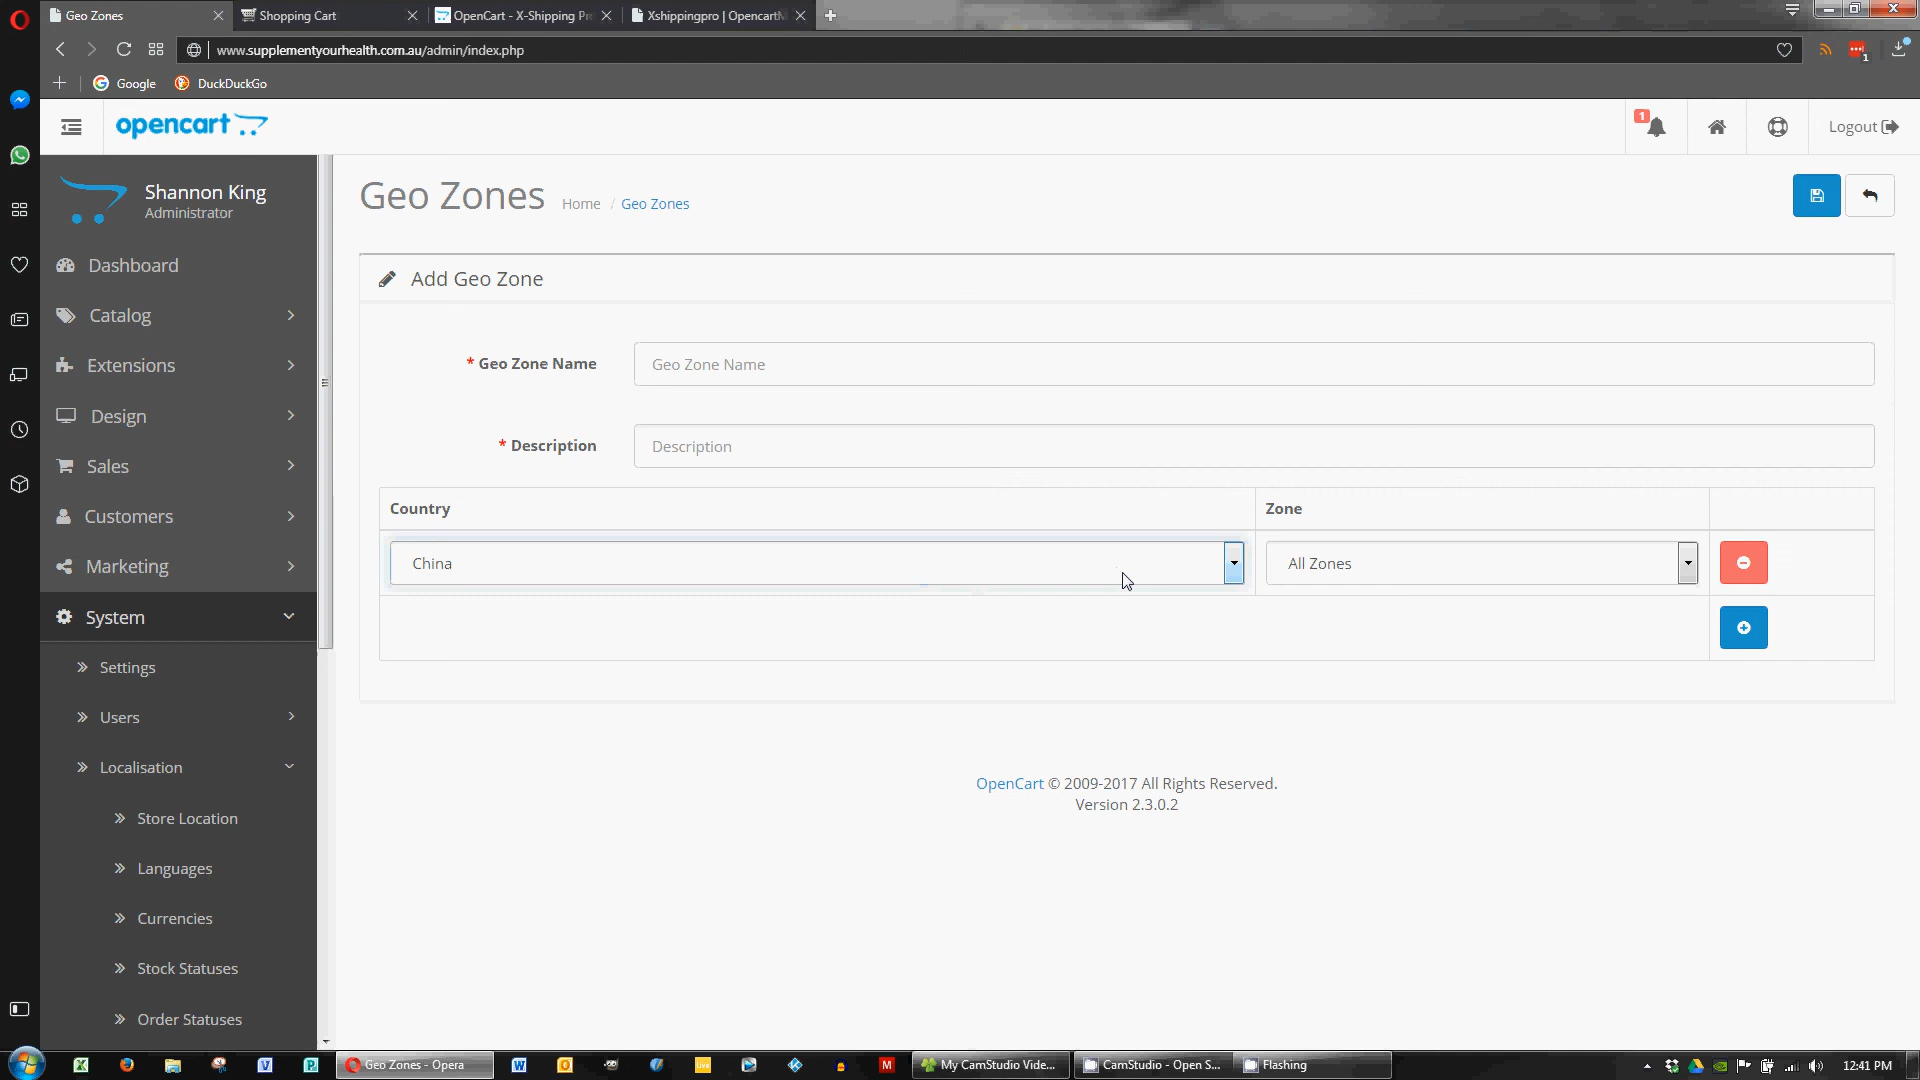 Geo Zones
Shopping Cart
OpenCart - X-Shipping Pr
Xshippingpro | Opencart
www.supplementyourhealth.com.au/admin/index.php
1
Google
DuckDuckGo
opencart
1
Logout
Shannon King
Administrator
Geo Zones
Home / Geo Zones
Dashboard
Catalog
Extensions
Design
Sales
Customers
Marketing
System
Settings
Users
Localisation
Store Location
Languages
Currencies
Stock Statuses
Order Statuses
Add Geo Zone
* Geo Zone Name
Geo Zone Name
* Description
Description
Country
Zone
China
All Zones
OpenCart © 2009-2017 All Rights Reserved.
Version 2.3.0.2
Geo Zones - Opera
My CamStudio Vide...
CamStudio - Open S...
Flashing
12:41 PM